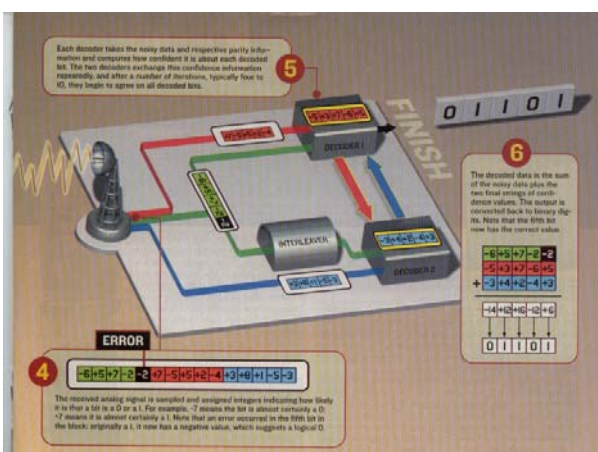 Each decoder takes the noisy data and respective parity infor-
mation and computes how confident it is about each decoded
bit. The two decoders exchange this confidence information
repeatedly, and after a number of iterations, typically four to
10, they begin to agree on all decoded bits.
5
FINISH
0 1 1 0 1
DECODER 1
INTERLEAVER
DECODER 2
6
The decoded data is the sum
of the noisy data plus the
two final strings of confi-
dence values. The output is
converted back to binary dig-
its. Note that the fifth bit
now has the correct value.
-6 +5 +7 -2 -2
-5 +3 +7 -6 +5
+ -3 +4 +2 -4 +3
-14 +12 +16 -12 +6
0 1 1 0 1
ERROR
4
-6 +5 +7 -2 -2 +7 -5 +5 +2 -4 +3 +8 +1 -5 -3
The received analog signal is sampled and assigned integers indicating how likely
it is that a bit is a 0 or a 1. For example, -7 means the bit is almost certainly a 0;
+7 means it is almost certainly a 1. Note that an error occurred in the fifth bit in
the block: originally a 1, it now has a negative value, which suggests a logical 0.